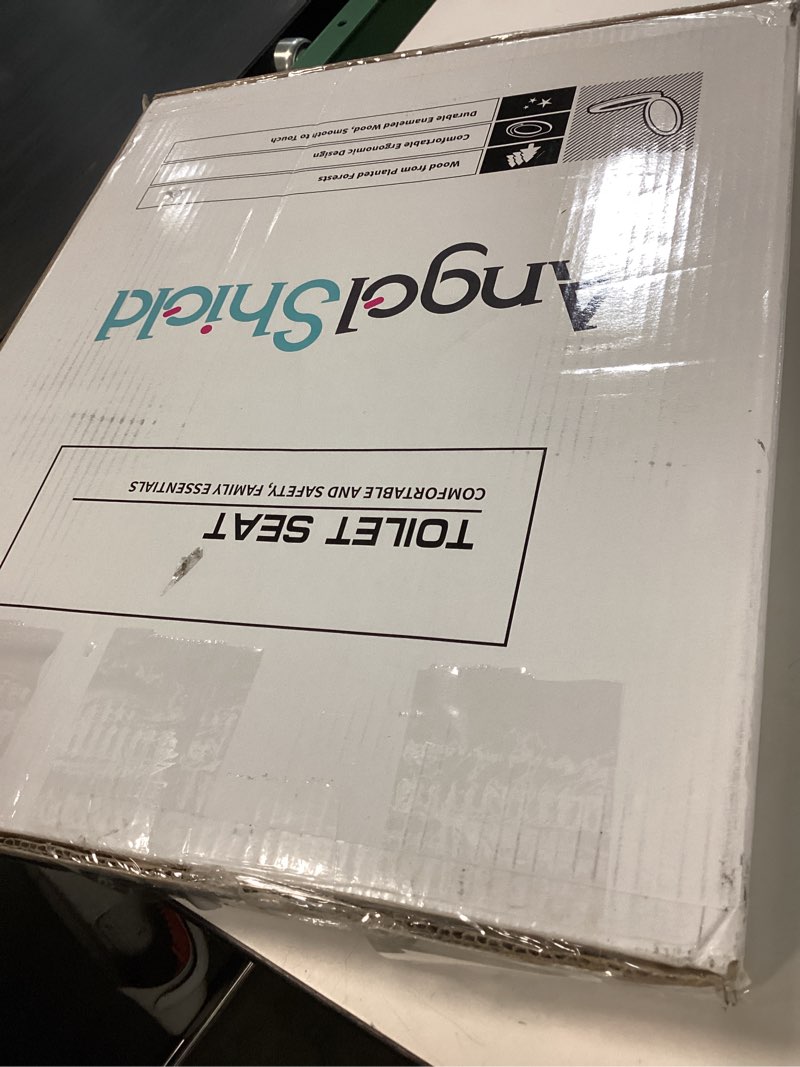 TOILET SEAT
COMFORTABLE AND SAFETY, FAMILY ESSENTIALS
AngelShield
Wood from Planted Forests
Comfortable Ergonomic Design
Durable Enameled Wood, Smooth to Touch